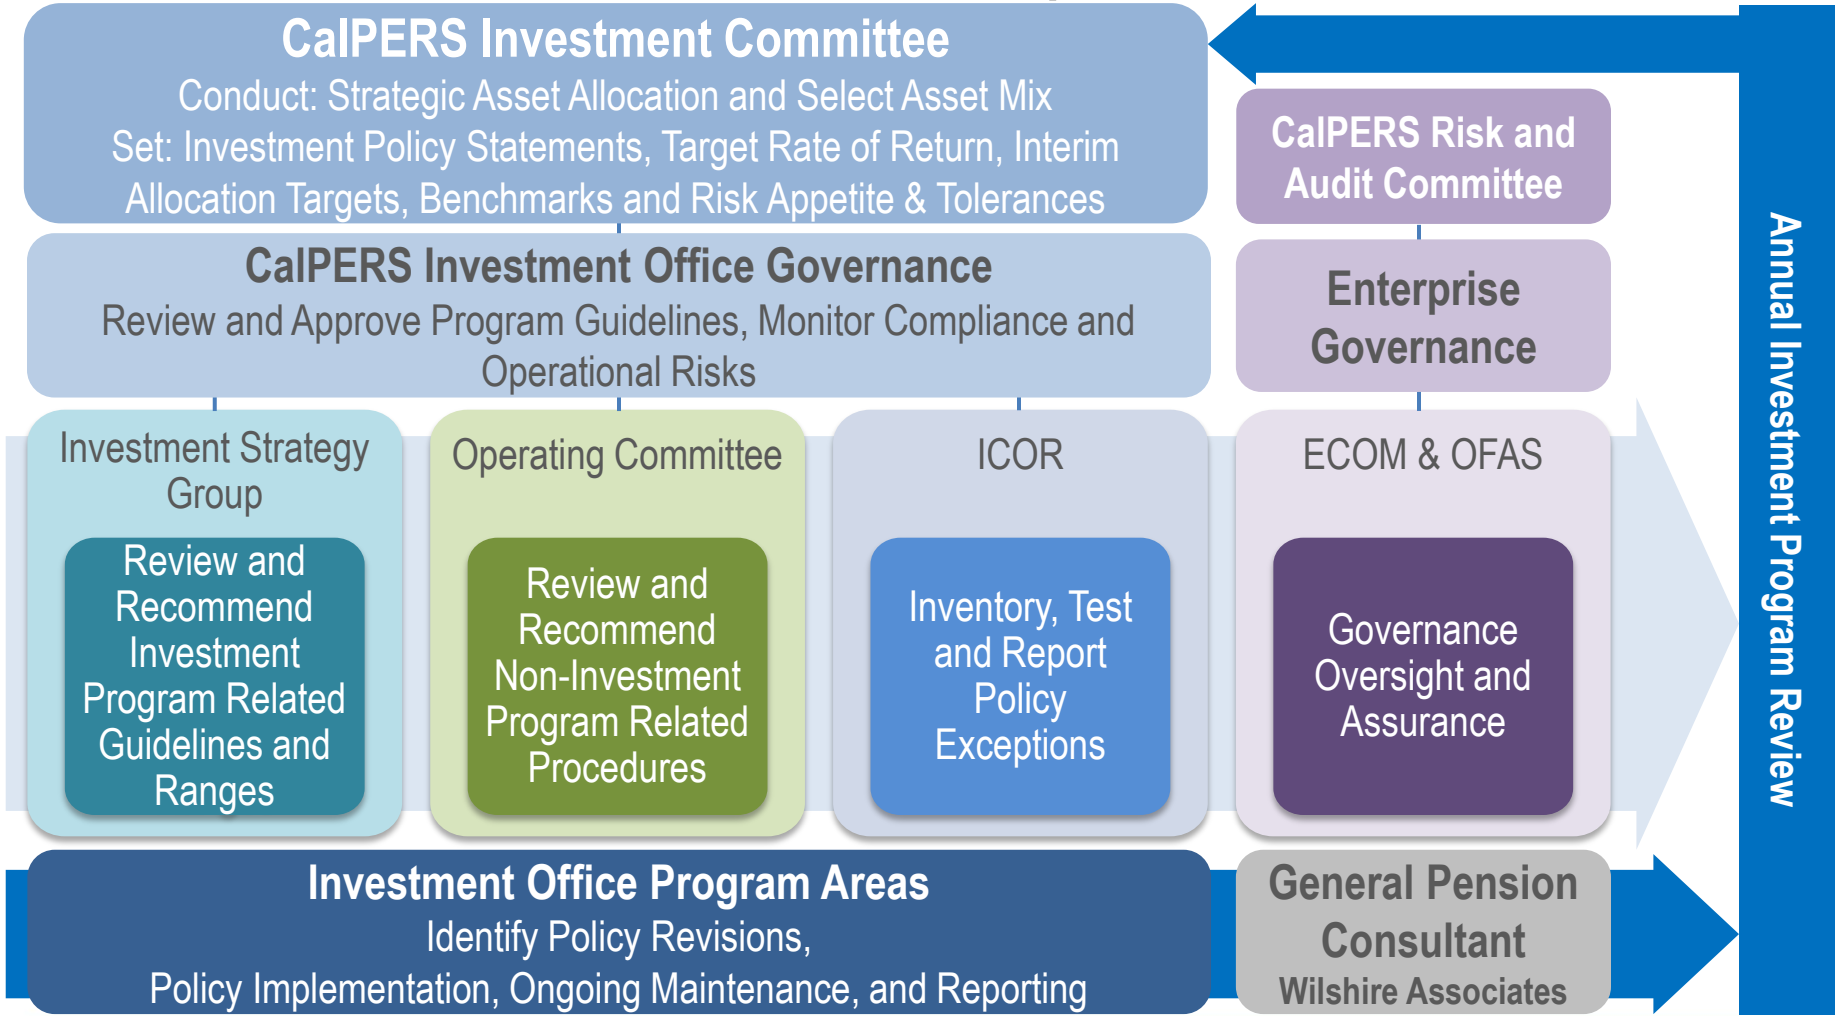 CalPERS Investment Committee
Conduct: Strategic Asset Allocation and Select Asset Mix
Set: Investment Policy Statements, Target Rate of Return, Interim
Allocation Targets, Benchmarks and Risk Appetite & Tolerances
CalPERS Risk and
Audit Committee
CalPERS Investment Office Governance
Review and Approve Program Guidelines, Monitor Compliance and
Operational Risks
Enterprise
Governance
Investment Strategy
Group
Review and
Recommend
Investment
Program Related
Guidelines and
Ranges
Operating Committee
Review and
Recommend
Non-Investment
Program Related
Procedures
ICOR
Inventory, Test
and Report
Policy
Exceptions
ECOM & OFAS
Governance
Oversight and
Assurance
Investment Office Program Areas
Identify Policy Revisions,
Policy Implementation, Ongoing Maintenance, and Reporting
General Pension
Consultant
Wilshire Associates
Annual Investment Program Review